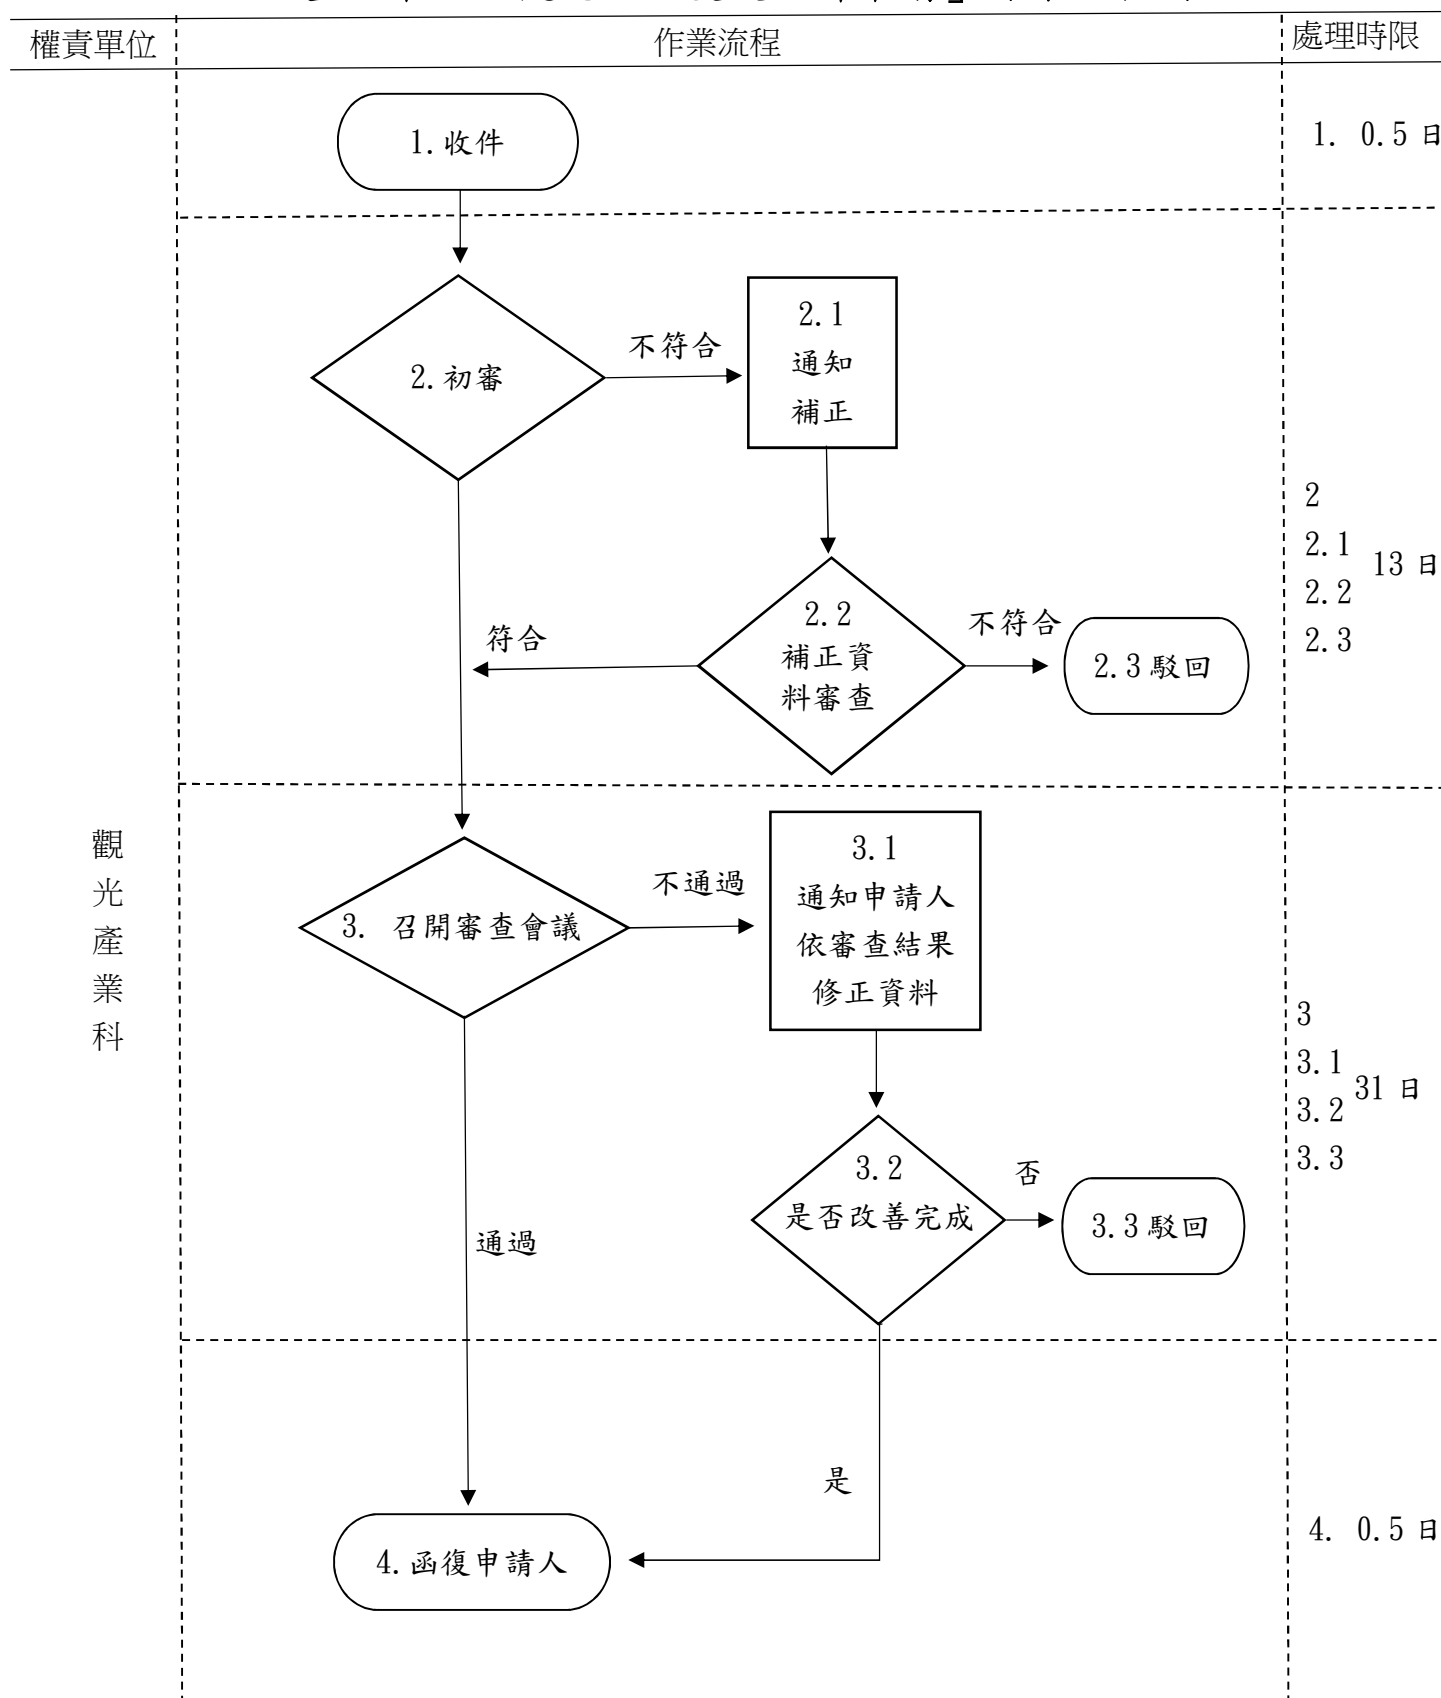 權責單位
作業流程
處理時限
1.收件
1. 0.5 日
2.初審
不符合
2.1
通知
補正
2
2.1
2.2
2.3
13 日
2.2
補正資
料審查
符合
不符合
2.3 駁回
觀
光
產
業
科
3. 召開審查會議
不通過
3.1
通知申請人
依審查結果
修正資料
3
3.1
3.2
3.3
31 日
3.2
是否改善完成
否
3.3 駁回
通過
是
4.函復申請人
4. 0.5 日